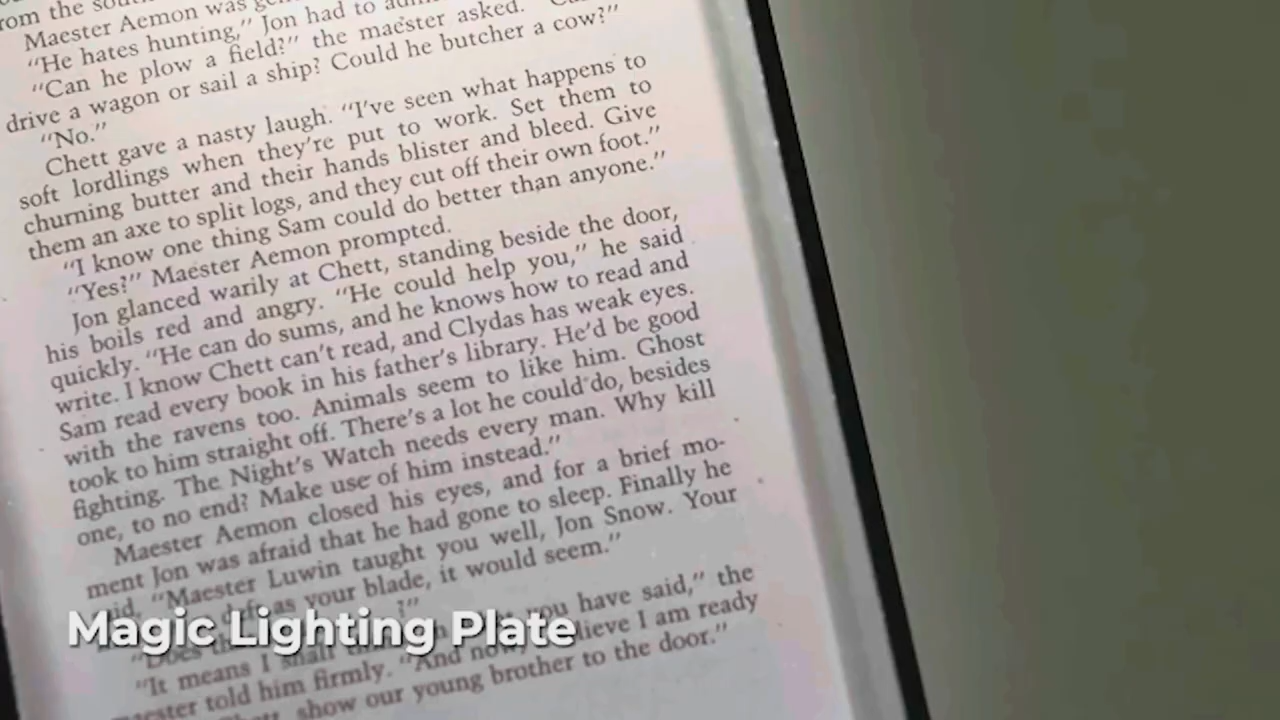 rom the
Maester Aemon was
"He hates hunting," Jon had to
"Can he plow a field?" the maester asked.
drive a wagon or sail a ship? Could he butcher a cow?"
"No."
Chett gave a nasty laugh. "I've seen what happens to
soft lordlings when they're put to work. Set them to
churning butter and their hands blister and bleed. Give
them an axe to split logs, and they cut off their own foot."
"I know one thing Sam could do better than anyone."
"Yes?" Maester Aemon prompted.
Jon glanced warily at Chett, standing beside the door,
his boils red and angry. "He could help you," he said
quickly. "He can do sums, and he knows how to read and
write. I know Chett can't read, and Clydas has weak eyes.
Sam read every book in his father's library. He'd be good
with the ravens too. Animals seem to like him. Ghost
took to him straight off. There's a lot he could do, besides
fighting. The Night's Watch needs every man. Why kill
one, to no end? Make use of him instead."
Maester Aemon closed his eyes, and for a brief mo-
ment Jon was afraid that he had gone to sleep. Finally he
said, "Maester Luwin taught you well, Jon Snow. Your
as your blade, it would seem."
"Does
?"
"It means I shall you have said," the
maester told him firmly. "And now, I am ready
show our young brother to the door."
Magic Lighting Plate